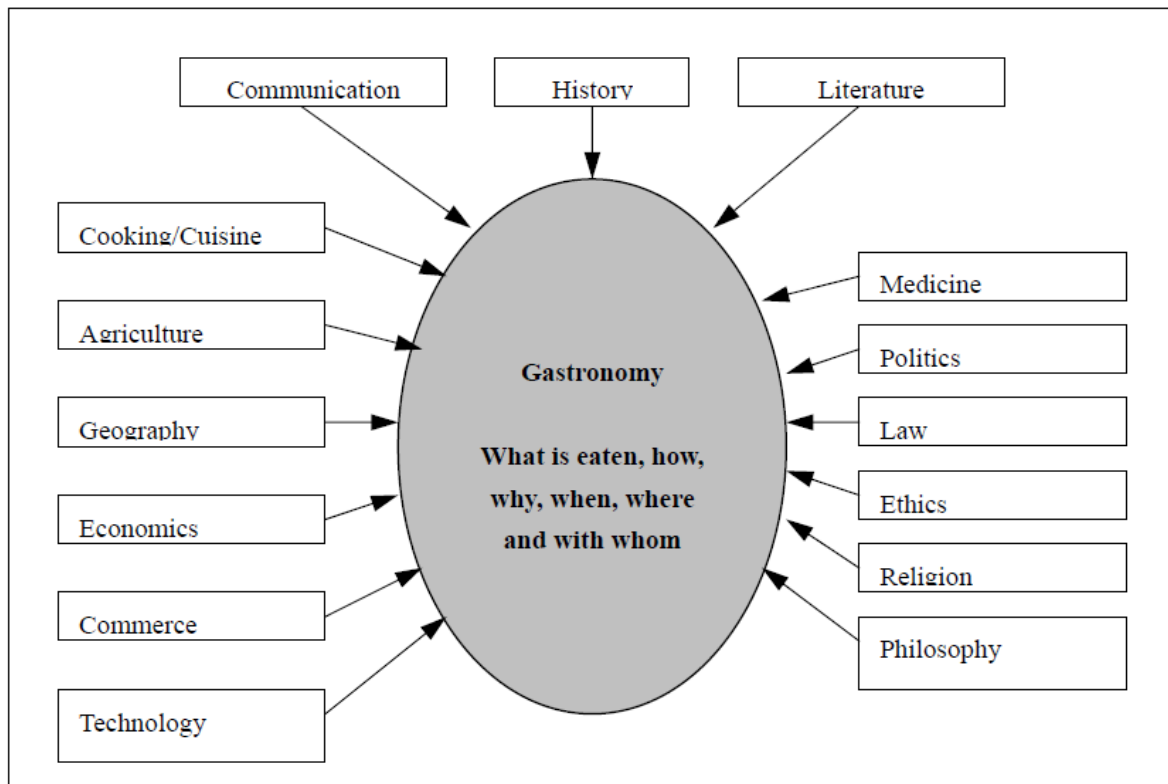 Communication
History
Literature
Cooking/Cuisine
Agriculture
Geography
Economics
Commerce
Technology
Gastronomy
What is eaten, how,
why, when, where
and with whom
Medicine
Politics
Law
Ethics
Religion
Philosophy